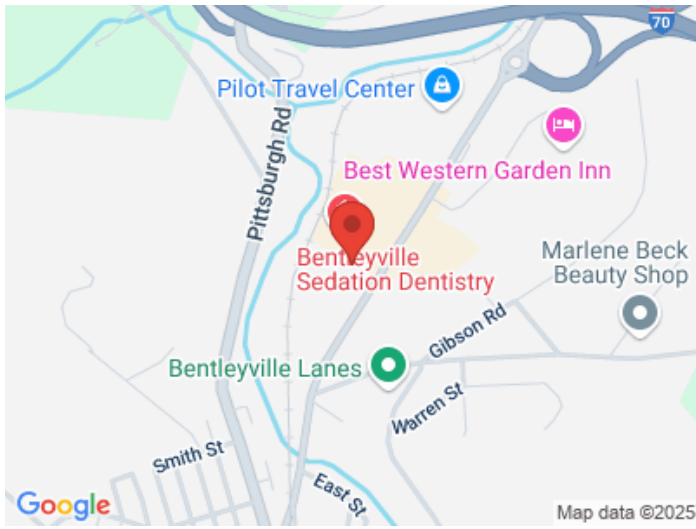 70
Pilot Travel Center
Pittsburgh Rd
Best Western Garden Inn
Bentleyville
Sedation Dentistry
Marlene Beck
Beauty Shop
Gibson Rd
Bentleyville Lanes
Warren St
Smith St
East St
Google
Map data ©2025